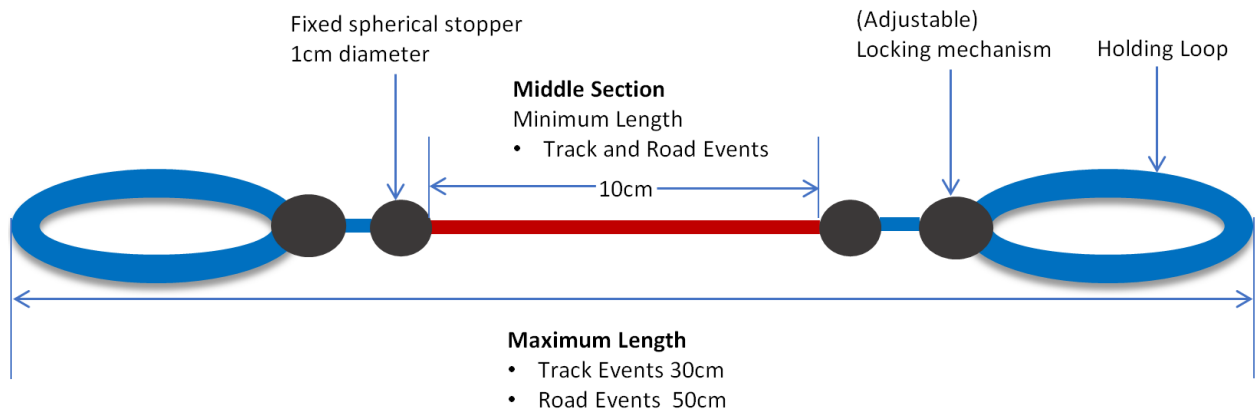 Fixed spherical stopper
1cm diameter
(Adjustable)
Locking mechanism
Holding Loop
Middle Section
Minimum Length
• Track and Road Events
10cm
Maximum Length
• Track Events 30cm
• Road Events 50cm